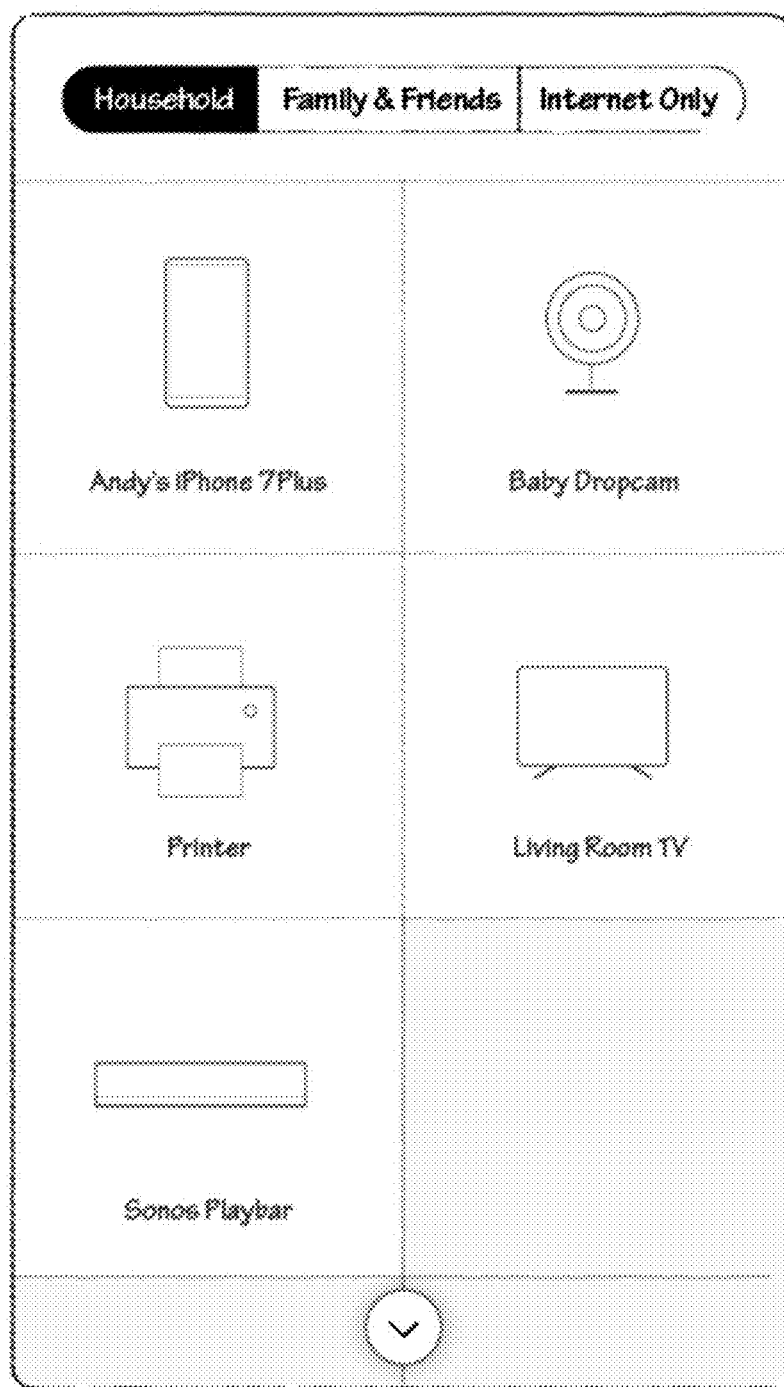 Household Family & Friends Internet Only
Andy's iPhone 7Plus Baby Dropcam
Printer Living Room TV
Sonos Playbar